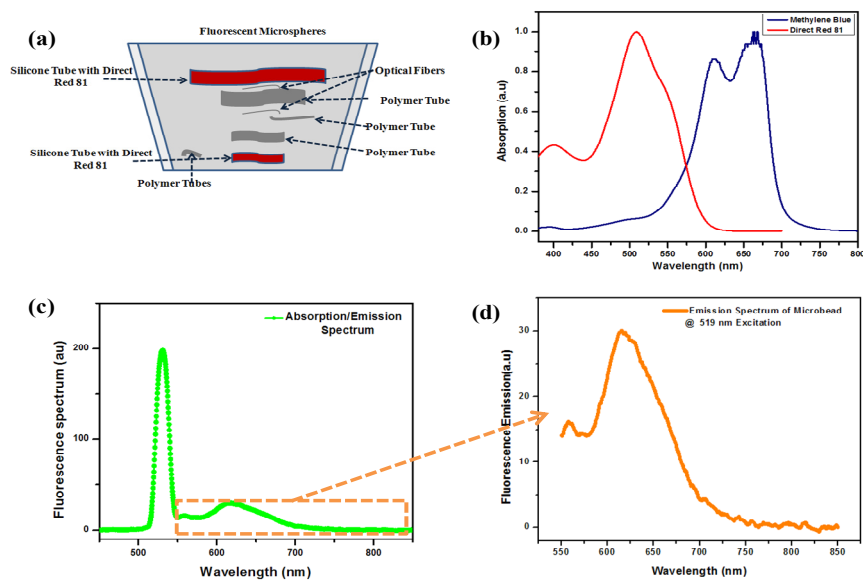 (a)
Fluorescent Microspheres
Silicone Tube with Direct
Red 81
Optical Fibers
Polymer Tube
Polymer Tube
Polymer Tube
Silicone Tube with Direct
Red 81
Polymer Tubes
(b)
Methylene Blue
Direct Red 81
Absorption (a.u)
1.0
0.8
0.6
0.4
0.2
0.0
400 450 500 550 600 650 700 750 800
Wavelength (nm)
(c)
Absorption/Emission
Spectrum
Fluorescence spectrum (au)
200
100
0
500 600 700 800
Wavelength (nm)
(d)
Emission Spectrum of Microbead
@ 519 nm Excitation
Fluorescence Emission(a.u)
30
20
10
0
550 600 650 700 750 800 850
Wavelength (nm)